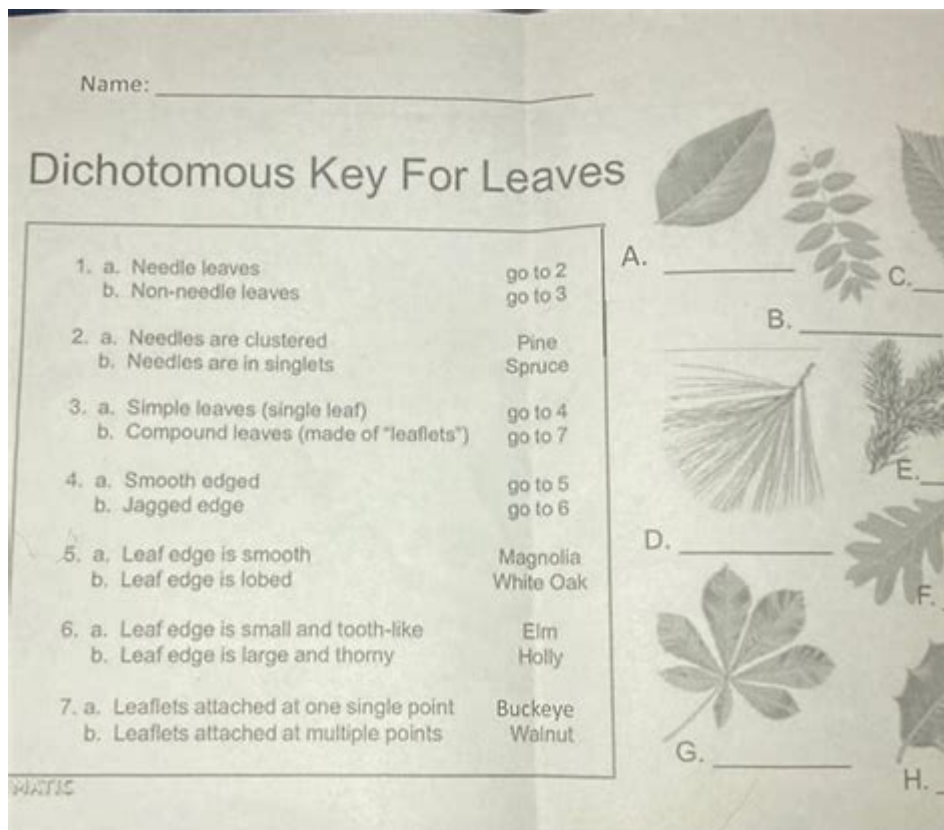 Name:
Dichotomous Key For Leaves
1. a. Needle leaves go to 2
b. Non-needle leaves go to 3
2. a. Needles are clustered Pine
b. Needles are in singlets Spruce
3. a. Simple leaves (single leaf) go to 4
b. Compound leaves (made of "leaflets") go to 7
4. a. Smooth edged go to 5
b. Jagged edge go to 6
5. a. Leaf edge is smooth Magnolia
b. Leaf edge is lobed White Oak
6. a. Leaf edge is small and tooth-like Elm
b. Leaf edge is large and thorny Holly
7. a. Leaflets attached at one single point Buckeye
b. Leaflets attached at multiple points Walnut
A.
B.
C.
D.
E.
F.
G.
H.
MATIC